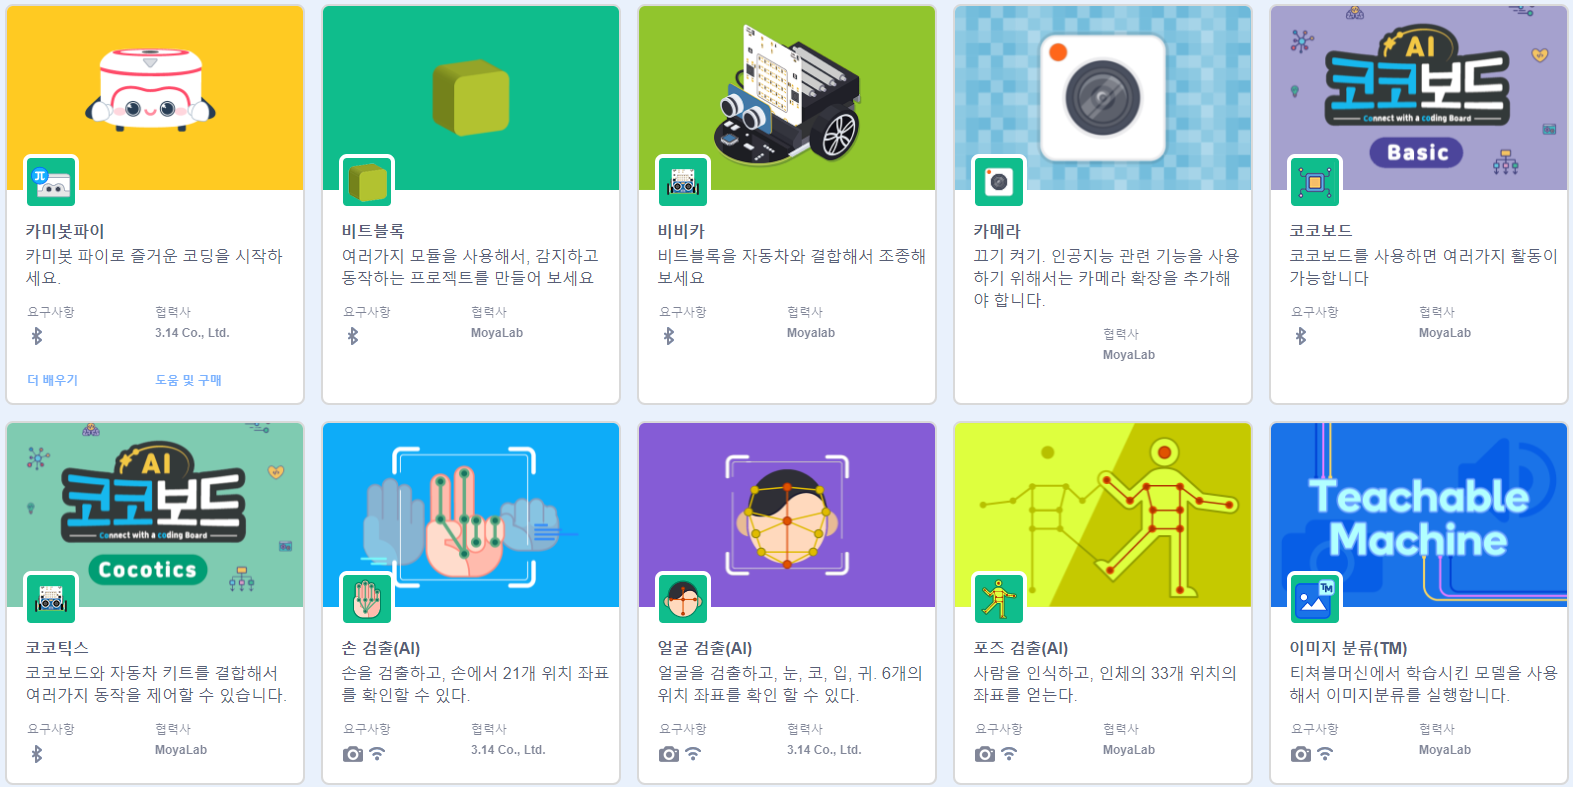 카미봇파이
카미봇 파이로 즐거운 코딩을 시작하
세요.
요구사항
협력사
3.14 Co., Ltd.
더 배우기
도움 및 구매
비트블록
여러가지 모듈을 사용해서, 감지하고
동작하는 프로젝트를 만들어 보세요
요구사항
협력사
MoyaLab
비비카
비트블록을 자동차와 결합해서 조종해
보세요
요구사항
협력사
Moyalab
카메라
끄기 켜기. 인공지능 관련 기능을 사용
하기 위해서는 카메라 확장을 추가해
야 합니다.
협력사
MoyaLab
AI
코코보드
Connect with a coding Board
Basic
코코보드
코코보드를 사용하면 여러가지 활동이
가능합니다
요구사항
협력사
MoyaLab
AI
코코보드
Connect with a coding Board
Cocotics
코코틱스
코코보드와 자동차 키트를 결합해서
여러가지 동작을 제어할 수 있습니다.
요구사항
협력사
MoyaLab
손 검출(AI)
손을 검출하고, 손에서 21개 위치 좌표
를 확인할 수 있다.
요구사항
협력사
3.14 Co., Ltd.
얼굴 검출(AI)
얼굴을 검출하고, 눈, 코, 입, 귀. 6개의
위치 좌표를 확인 할 수 있다.
요구사항
협력사
3.14 Co., Ltd.
포즈 검출(AI)
사람을 인식하고, 인체의 33개 위치의
좌표를 얻는다.
요구사항
협력사
MoyaLab
Teachable
Machine
TM
이미지 분류(TM)
티쳐블머신에서 학습시킨 모델을 사용
해서 이미지분류를 실행합니다.
요구사항
협력사
MoyaLab